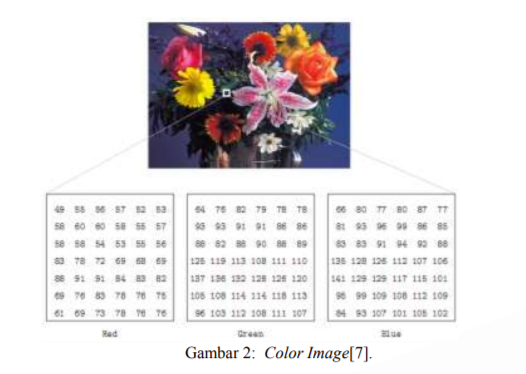 49 55 56 57 52 53
58 60 60 58 55 57
58 58 54 53 55 56
83 78 72 69 68 69
88 91 91 84 83 82
69 76 83 78 76 75
61 69 73 78 76 76
Red
64 76 82 79 78 78
93 93 91 91 86 86
88 82 88 90 88 89
125 119 113 108 111 110
137 136 132 128 126 120
105 108 114 114 118 113
96 103 112 108 111 107
Green
66 80 77 80 87 77
81 93 96 99 86 85
83 83 91 94 92 88
135 128 126 112 107 106
141 129 129 117 115 101
95 99 109 108 112 109
84 93 107 101 105 102
Blue
Gambar 2: Color Image[7].